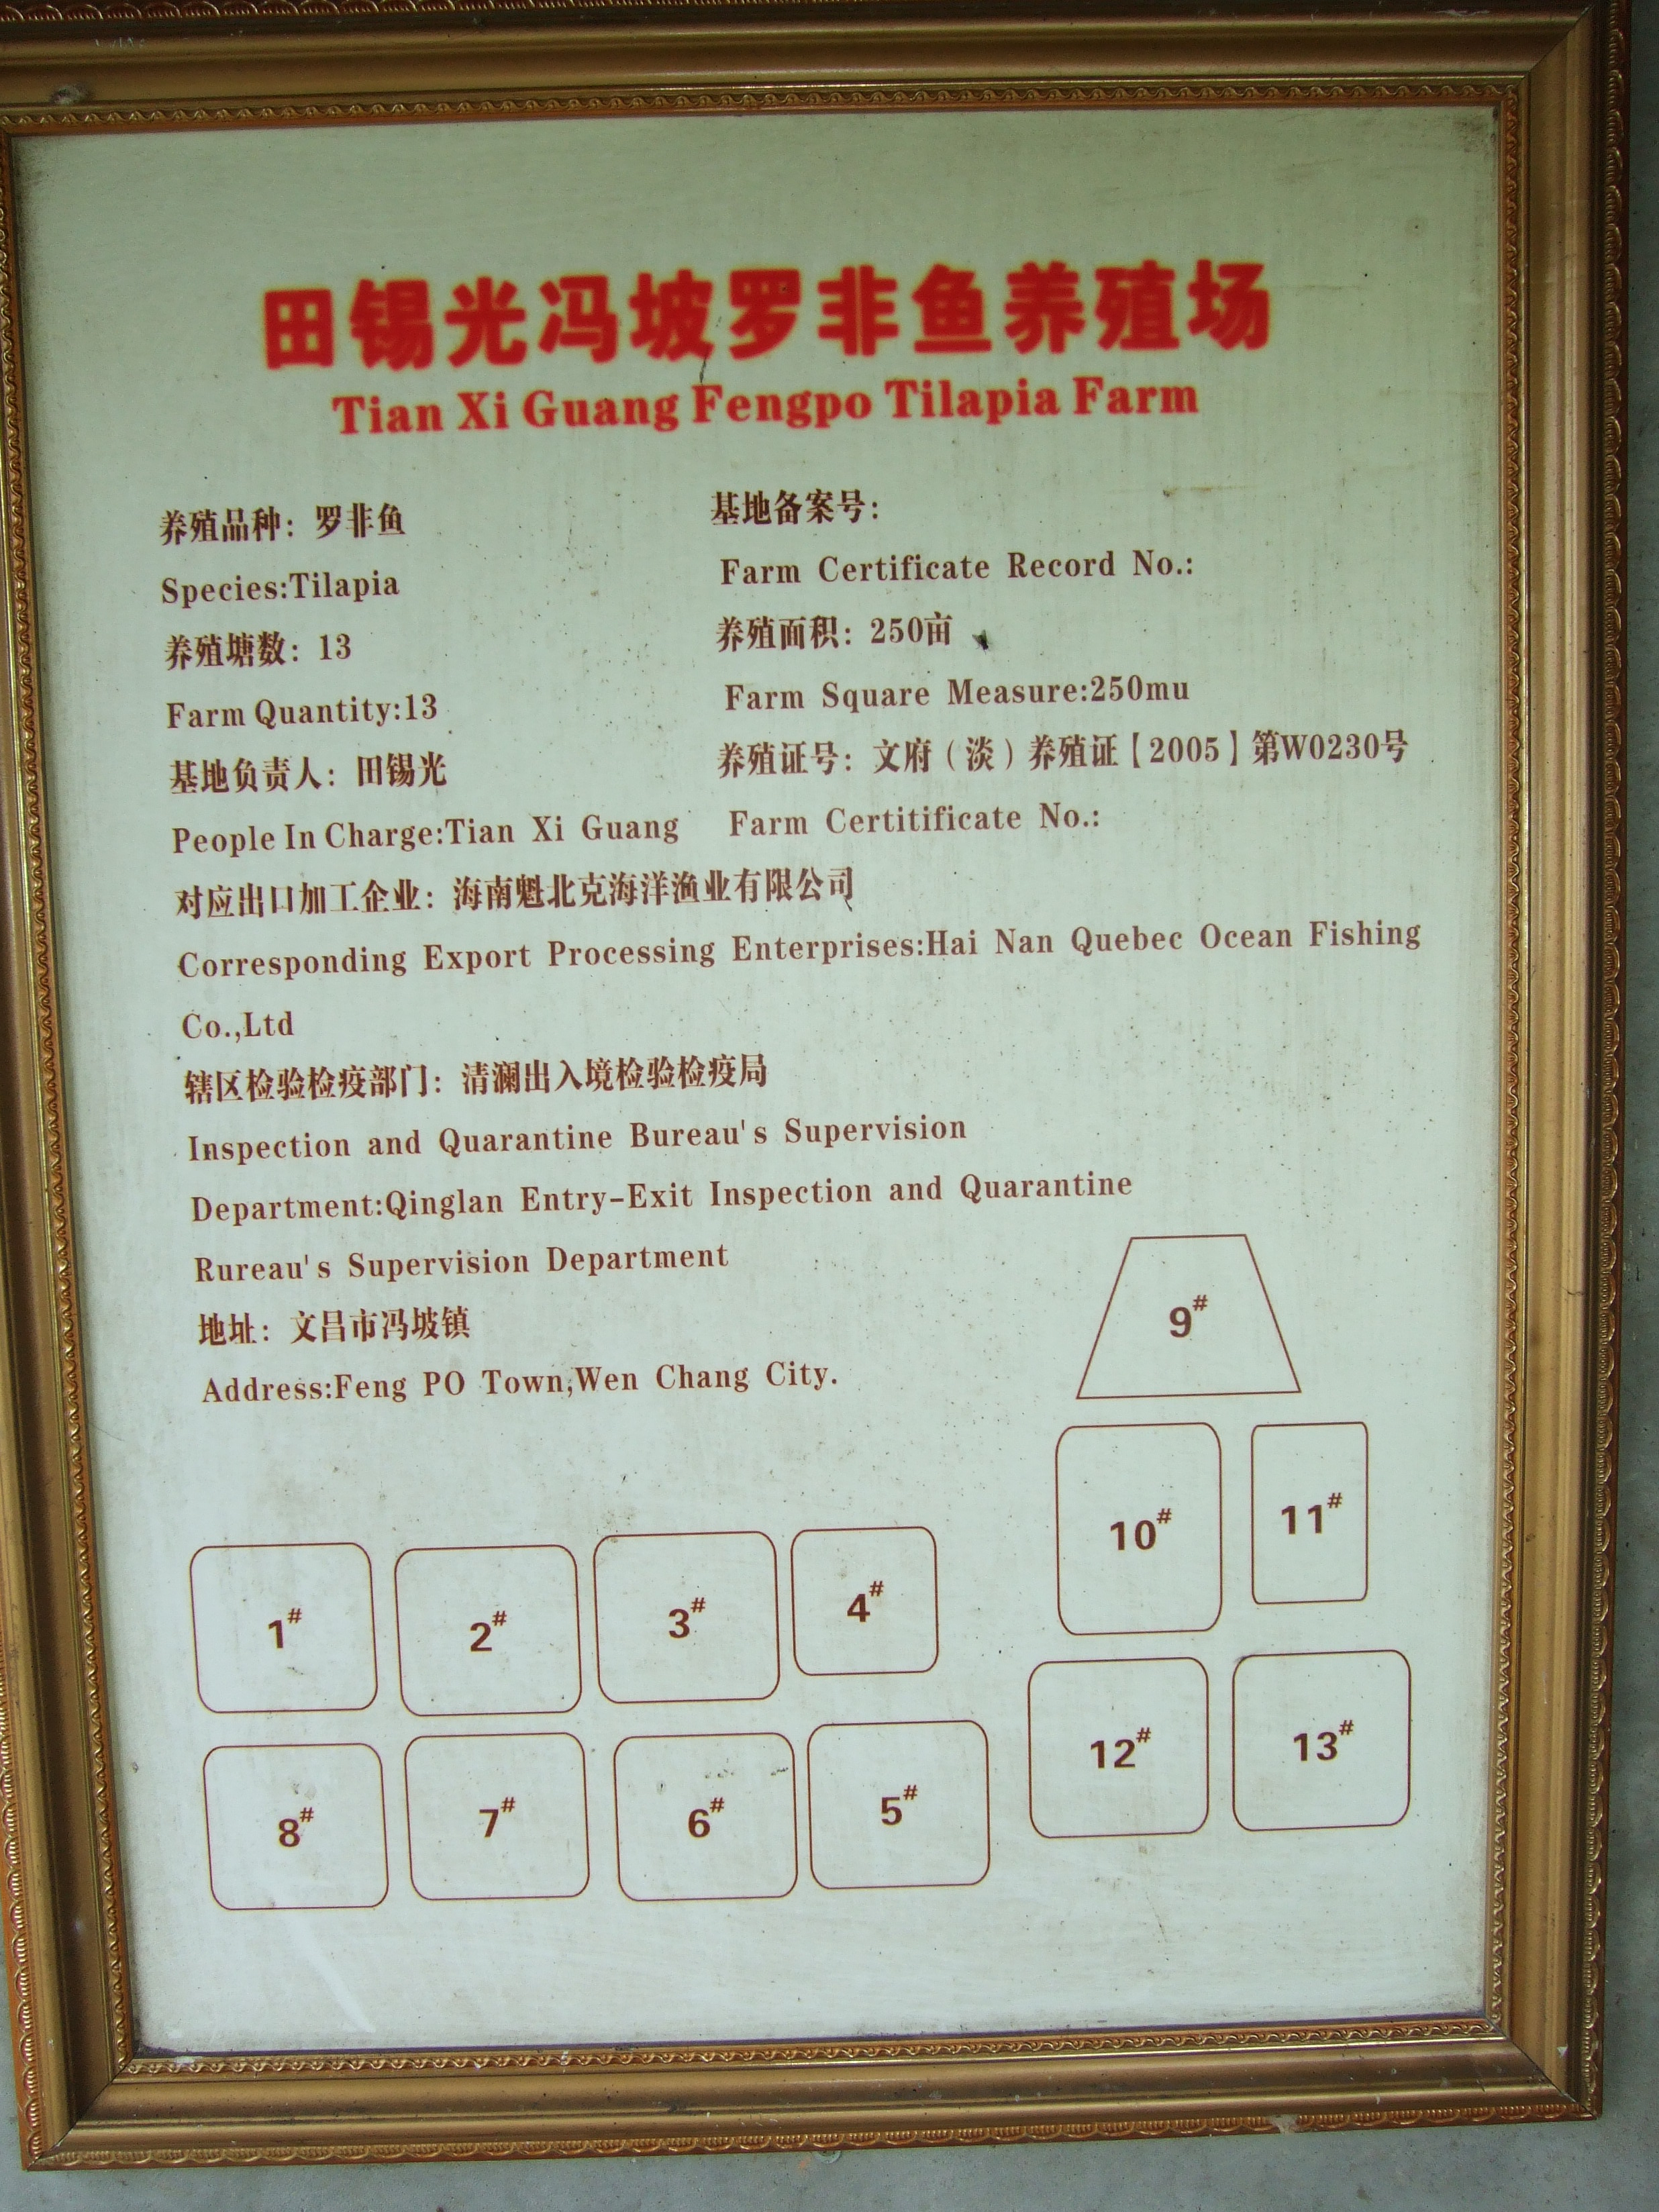 田锡光冯坡罗非鱼养殖场
Tian Xi Guang Fengpo Tilapia Farm
养殖品种：罗非鱼
基地备案号：
Species:Tilapia
Farm Certificate Record No.:
养殖塘数：13
养殖面积：250亩
Farm Quantity:13
Farm Square Measure:250mu
基地负责人：田锡光
养殖证号：文府（淡）养殖证【2005】第W0230号
People In Charge:Tian Xi Guang
Farm Certitificate No.:
对应出口加工企业：海南魁北克海洋渔业有限公司
Corresponding Export Processing Enterprises:Hai Nan Quebec Ocean Fishing
Co.,Ltd
辖区检验检疫部门：清澜出入境检验检疫局
Inspection and Quarantine Bureau's Supervision
Department:Qinglan Entry-Exit Inspection and Quarantine
Rureau's Supervision Department
地址：文昌市冯坡镇
Address:Feng PO Town,Wen Chang City.
9#
10#
11#
1#
2#
3#
4#
12#
13#
8#
7#
6#
5#